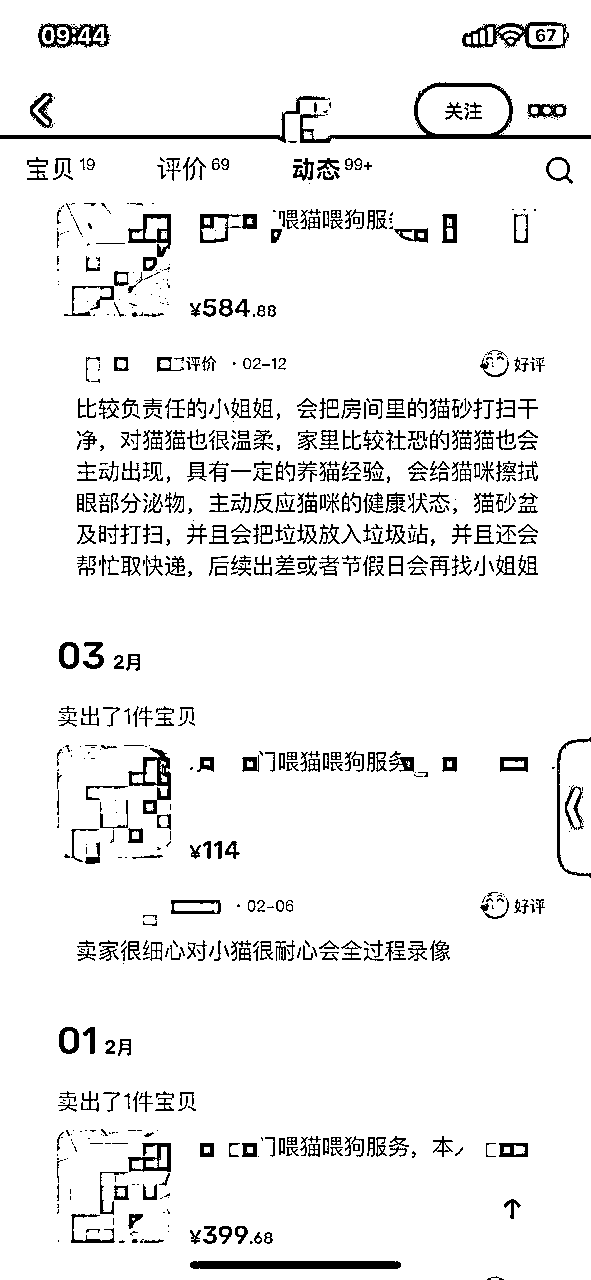 09:44
67
关注
宝贝 19
评价 69
动态 99+
喂猫喂狗服
¥584.88
评价 · 02-12
好评
比较负责任的小姐姐，会把房间里的猫砂打扫干
净，对猫猫也很温柔，家里比较社恐的猫猫也会
主动出现，具有一定的养猫经验，会给猫咪擦拭
眼部分泌物，主动反应猫咪的健康状态，猫砂盆
及时打扫，并且会把垃圾放入垃圾站，并且还会
帮忙取快递，后续出差或者节假日会再找小姐姐
03 2月
卖出了1件宝贝
门喂猫喂狗服务
¥114
· 02-06
好评
卖家很细心对小猫很耐心会全过程录像
01 2月
卖出了1件宝贝
门喂猫喂狗服务，本
¥399.68